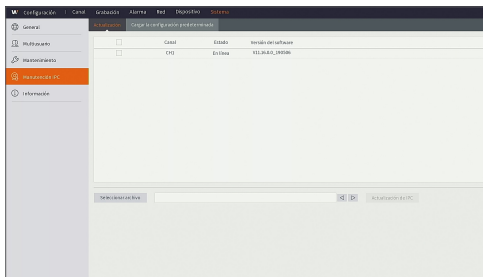 W Configuración Canal Grabación Alarma Red Dispositivo Sistema
Actualización Cargar la configuración predeterminada
General
Multiusuario
Mantenimiento
Manutención IPC
Información
Canal Estado Versión del software
CH1 En línea
Seleccionar archivo Actualización de IPC